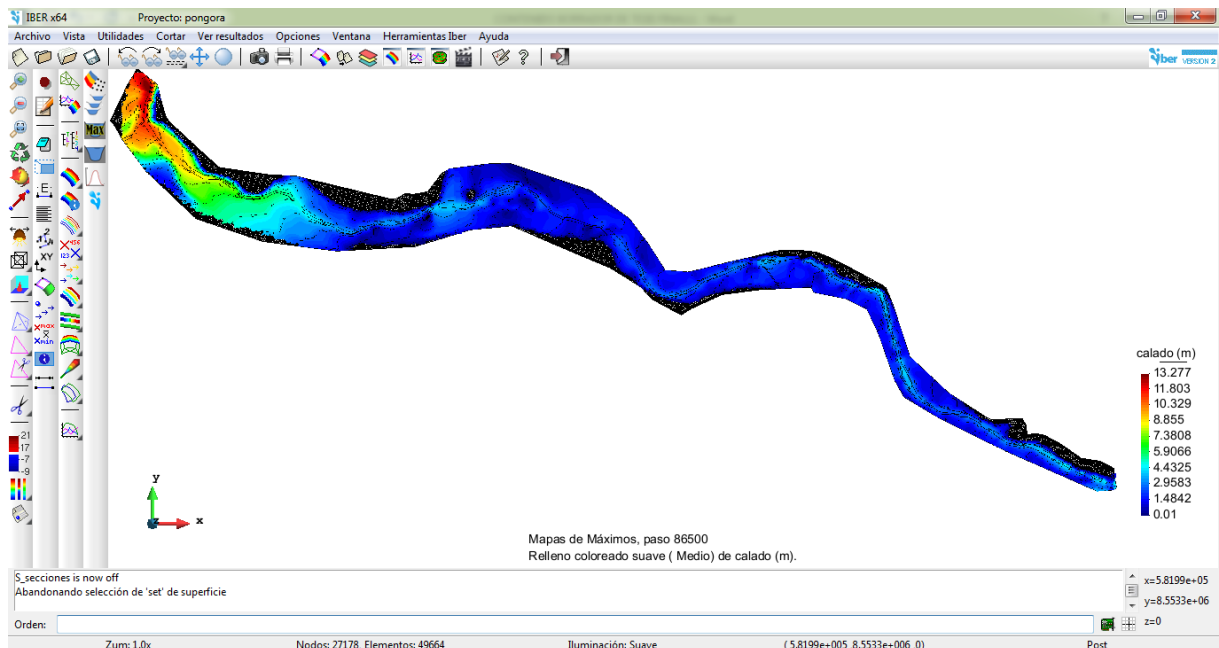 IBER x64
Proyecto: pongora
Archivo Vista Utilidades Cortar Ver resultados Opciones Ventana Herramientas Iber Ayuda
iber VERSION 2
Max
E
XY
123
xmax
xmin
21
17
-7
-9
calado (m)
13.277
11.803
10.329
8.855
7.3808
5.9066
4.4325
2.9583
1.4842
0.01
y
z
x
Mapas de Máximos, paso 86500
Relleno coloreado suave ( Medio) de calado (m).
S_secciones is now off
Abandonando selección de 'set' de superficie
x=5.8199e+05
y=8.5533e+06
z=0
Orden:
Zum: 1.0x Nodos: 27178, Elementos: 49664 Iluminación: Suave ( 5.8199e+005 8.5533e+006 0) Post